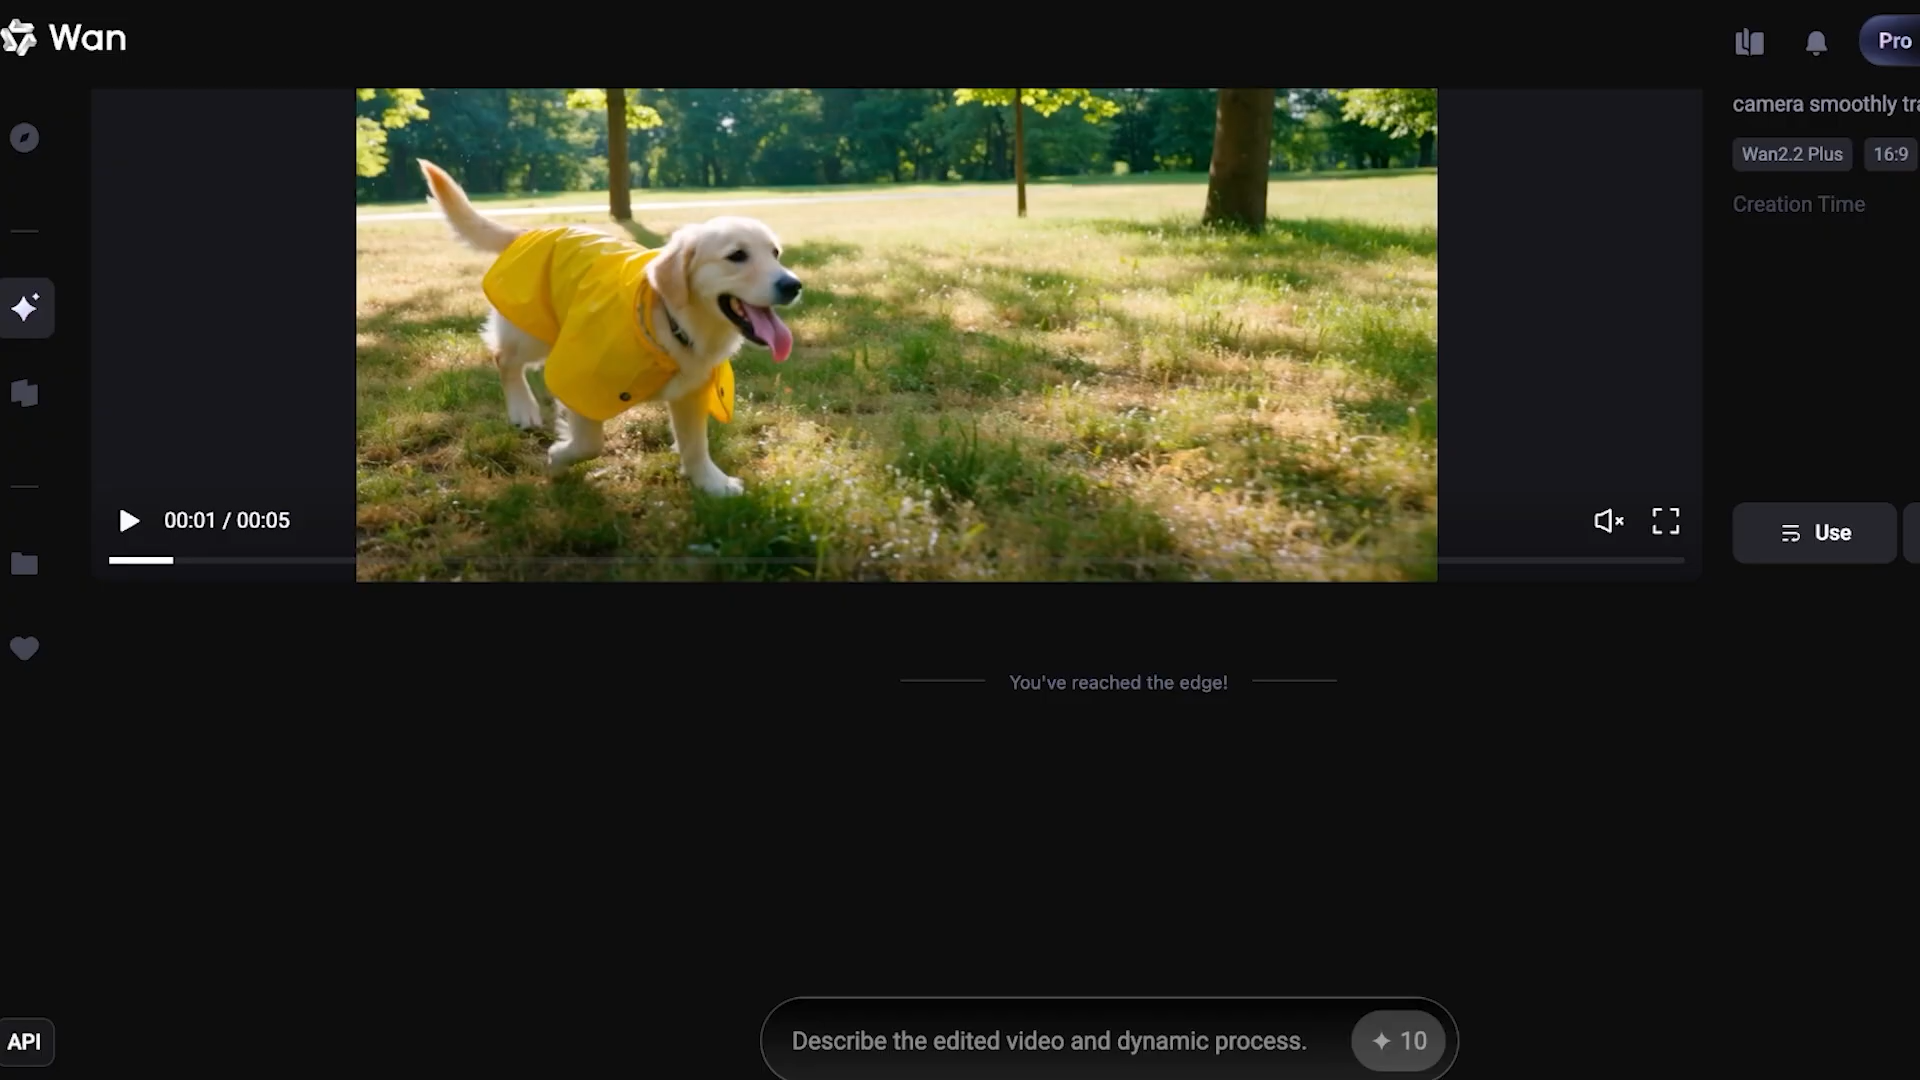 Wan
Pro
camera smoothly tra
Wan2.2 Plus
16:9
Creation Time
00:01 / 00:05
Use
You've reached the edge!
API
Describe the edited video and dynamic process.
10